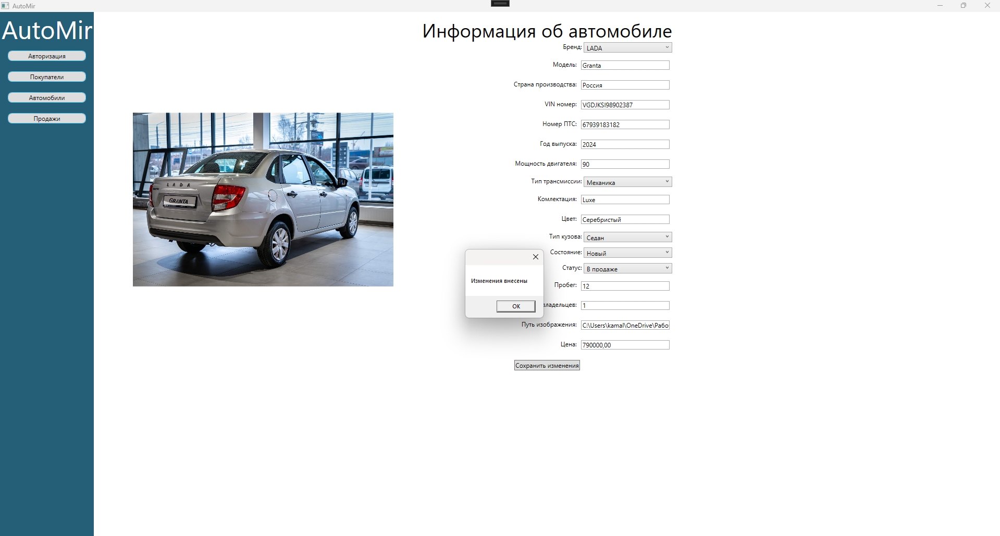 AutoMir
AutoMir
Авторизация
Покупатели
Автомобили
Продажи
LADA
GRANTA
Информация об автомобиле
Бренд: LADA
Модель: Granta
Страна производства: Россия
VIN номер: VGDJKSI98902387
Номер ПТС: 67939183182
Год выпуска: 2024
Мощность двигателя: 90
Тип трансмиссии: Механика
Комлектация: Luxe
Цвет: Серебристый
Тип кузова: Седан
Состояние: Новый
Статус: В продаже
Пробег: 12
владельцев: 1
Путь изображения: C:\Users\kamal\OneDrive\Рабо
Цена: 790000,00
Сохранить изменения
Изменения внесены
OK